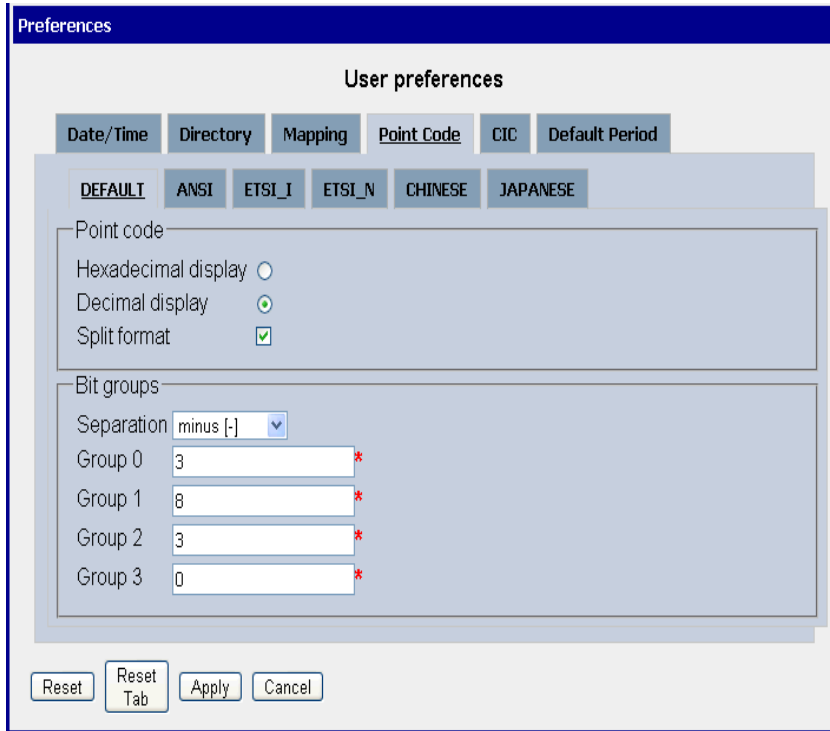 Preferences
User preferences
Date/Time Directory Mapping Point Code CIC Default Period
DEFAULT ANSI ETSI_I ETSI_N CHINESE JAPANESE
Point code
Hexadecimal display
Decimal display
Split format
Bit groups
Separation minus [-]
Group 0 3 *
Group 1 8 *
Group 2 3 *
Group 3 0 *
Reset Reset Tab Apply Cancel